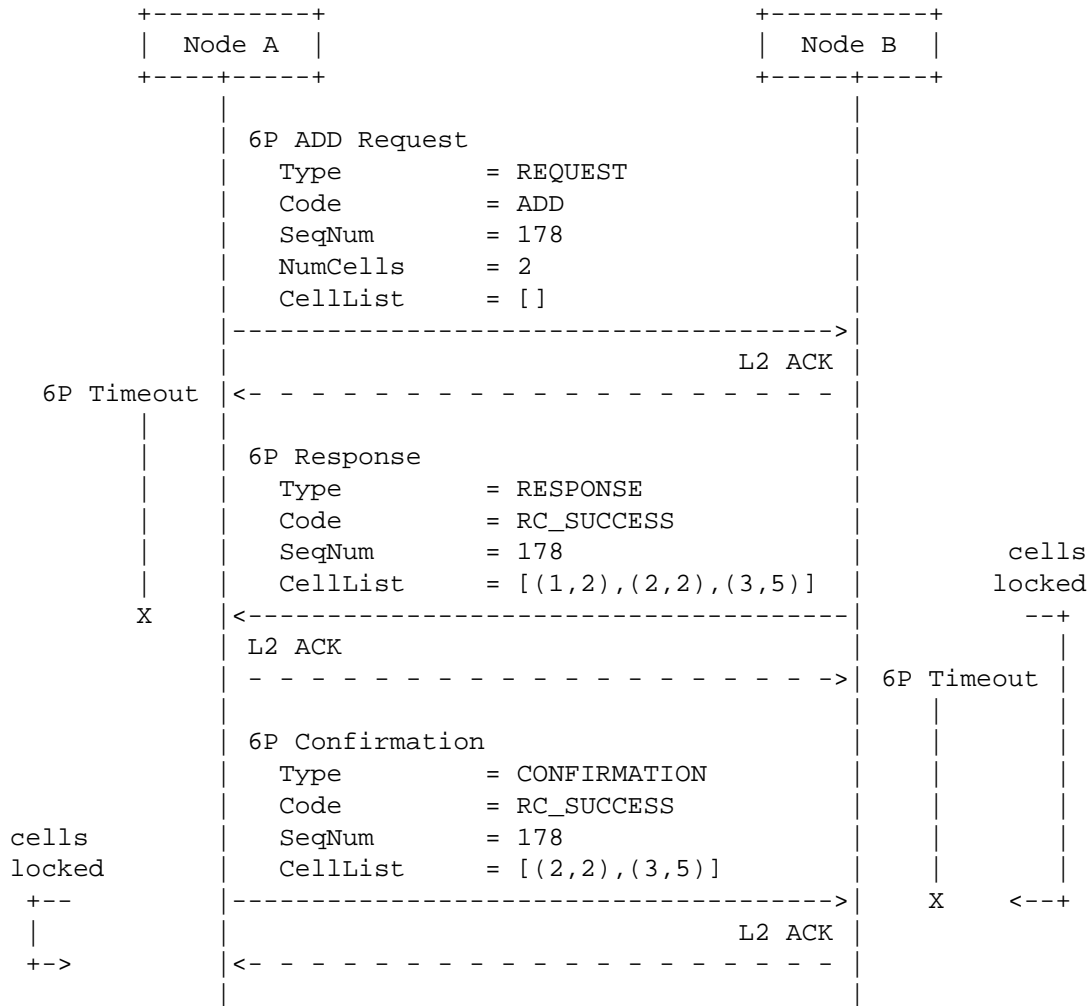 Node A Node B
6P ADD Request
Type = REQUEST
Code = ADD
SeqNum = 178
NumCells = 2
CellList = []
L2 ACK
6P Timeout
6P Response
Type = RESPONSE
Code = RC_SUCCESS
SeqNum = 178 cells
CellList = [(1,2),(2,2),(3,5)] locked
X
L2 ACK
6P Timeout
6P Confirmation
Type = CONFIRMATION
Code = RC_SUCCESS
cells SeqNum = 178
locked CellList = [(2,2),(3,5)]
X
L2 ACK